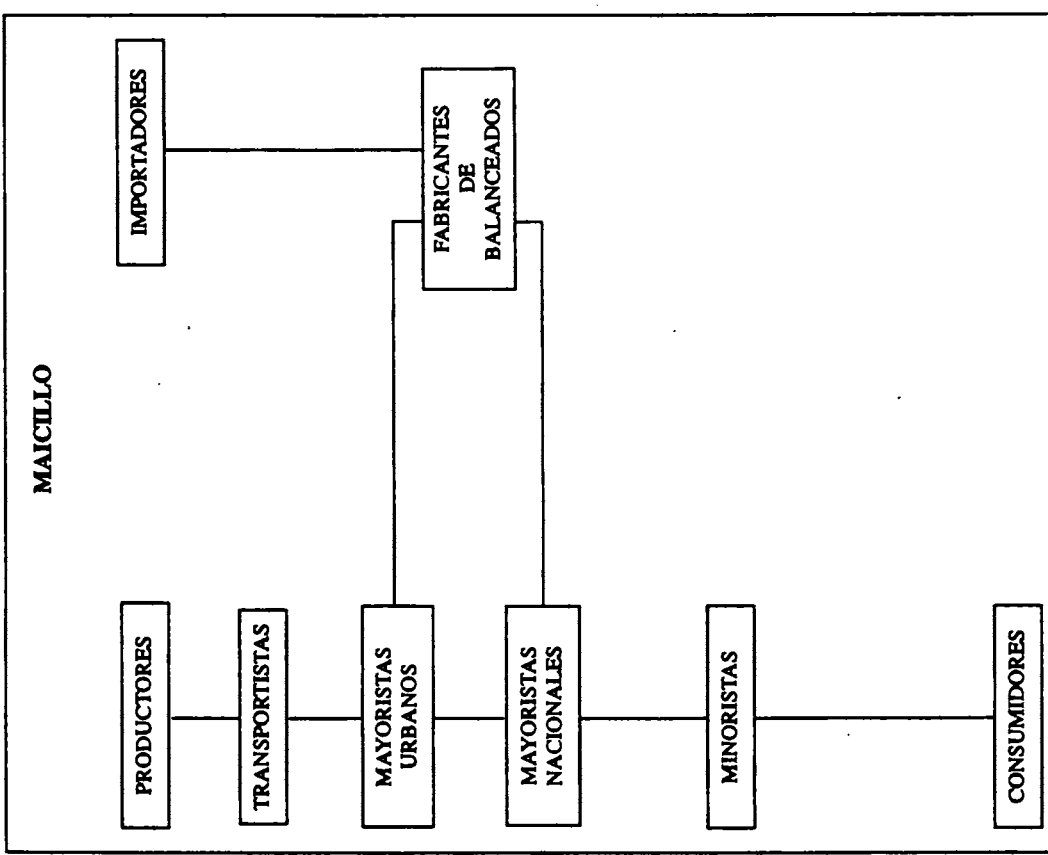 MAICILLO
PRODUCTORES
IMPORTADORES
TRANSPORTISTAS
MAYORISTAS
URBANOS
FABRICANTES
DE
BALANCEADOS
MAYORISTAS
NACIONALES
MINORISTAS
CONSUMIDORES